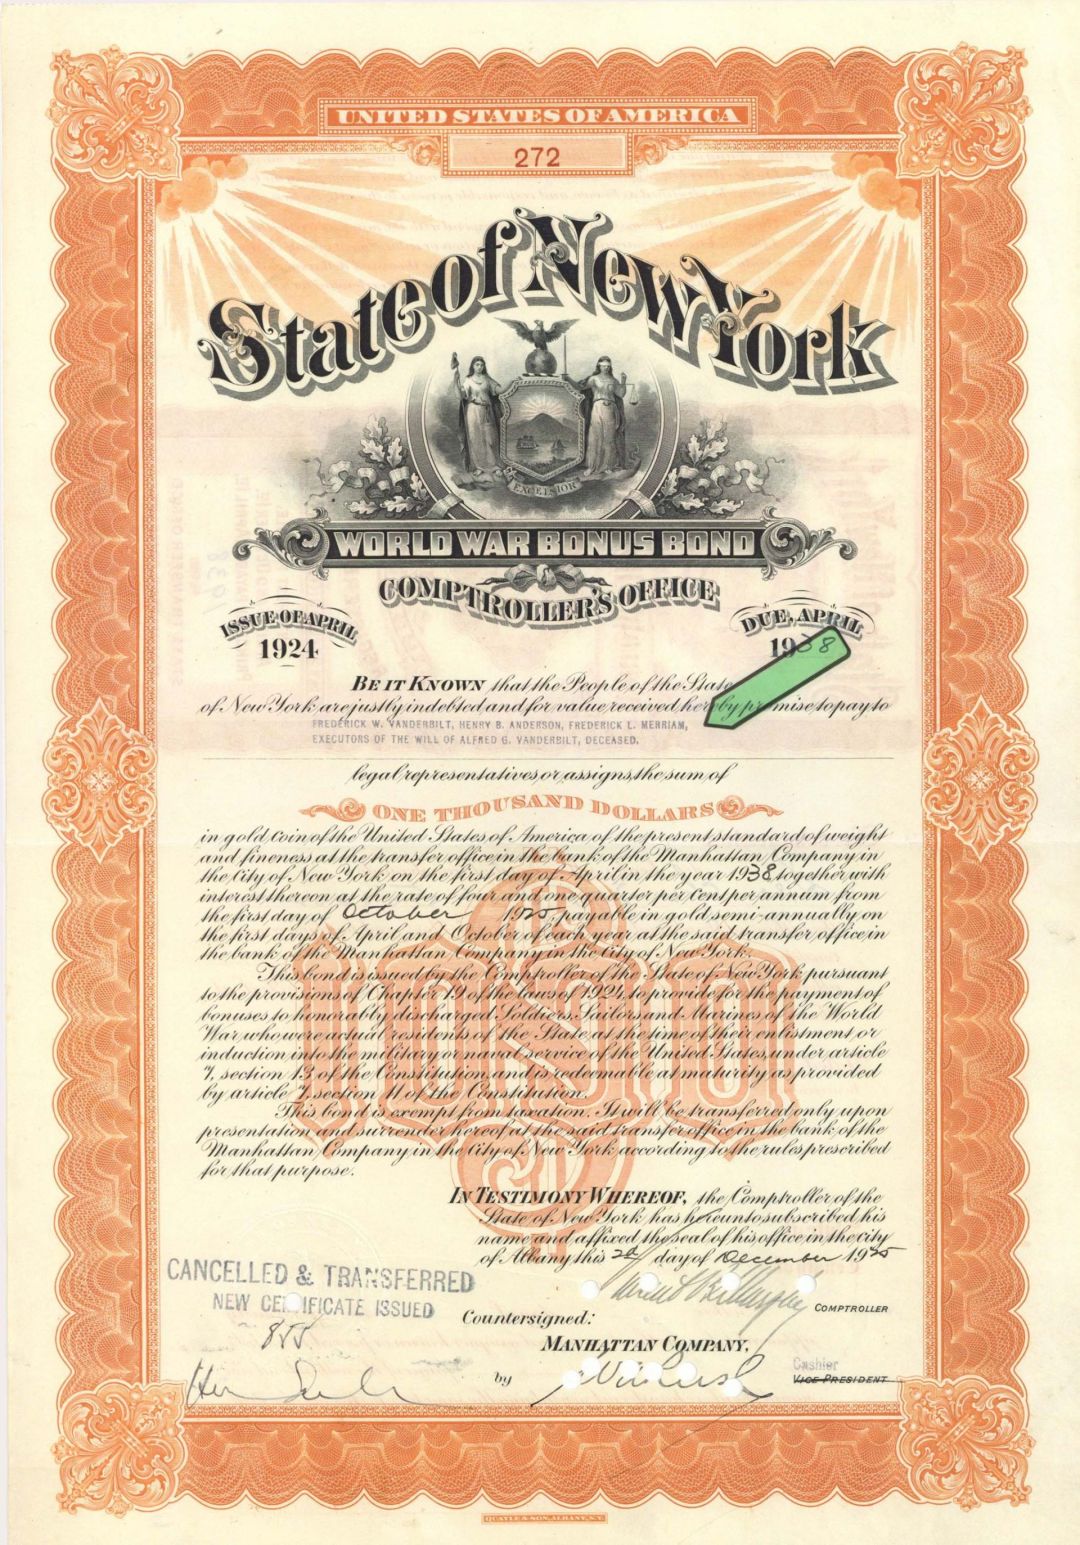 UNITED STATES OF AMERICA
272
State of New York
EXCELSIOR
WORLD WAR BONUS BOND
COMPTROLLER'S OFFICE
ISSUE OF APRIL
1924
DUE, APRIL
1938
BE IT KNOWN that the People of the State
of New York are justly indebted and for value received hereby promise to pay to
FREDERICK W. VANDERBILT, HENRY B. ANDERSON, FREDERICK L. MERRIAM,
EXECUTORS OF THE WILL OF ALFRED G. VANDERBILT, DECEASED.
legal representatives, or assigns, the sum of
ONE THOUSAND DOLLARS
in gold coin of the United States of America of the present standard of weight
and fineness at the transfer office in the bank of the Manhattan Company in
the City of New York on the first day of April in the year 1938 together with
interest thereon at the rate of four and one quarter per cent per annum from
the first day of October 1925, payable in gold semi-annually on
the first days of April and October of each year at the said transfer office in
the bank of the Manhattan Company in the City of New York.
This bond is issued by the Comptroller of the State of New York pursuant
to the provisions of Chapter 19 of the laws of 1924, to provide for the payment of
bonuses to honorably discharged Soldiers, Sailors and Marines of the World
War who were actual residents of the State, at the time of their enlistment or
induction into the military or naval service of the United States, under article
7, section 13 of the Constitution, and is redeemable at maturity as provided
by article 7, section 11 of the Constitution.
This bond is exempt from taxation. It will be transferred only upon
presentation and surrender hereof at the said transfer office in the bank of the
Manhattan Company in the City of New York according to the rules prescribed
for that purpose.
IN TESTIMONY WHEREOF, the Comptroller of the
State of New York has hereunto subscribed his
name and affixed the seal of his office in the city
of Albany this 2d day of December 1925
CANCELLED & TRANSFERRED
NEW CERTIFICATE ISSUED
855
COMPTROLLER
Countersigned:
MANHATTAN COMPANY,
by
Cashier
VICE-PRESIDENT
QUAYLE & SON, ALBANY, N.Y.